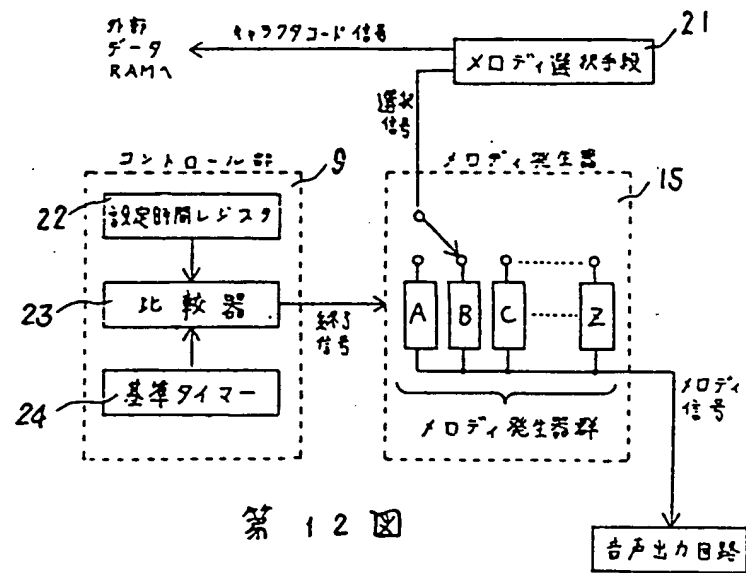 外部
データ
RAMへ
キャラクタコード信号
21
メロディ選択手段
選択
信号
コントロール部
9
メロディ発生器
15
22
設定時間レジスタ
23
比較器
終了
信号
24
基準タイマー
A
B
C
Z
メロディ発生器群
メロディ
信号
第12図
音声出力回路